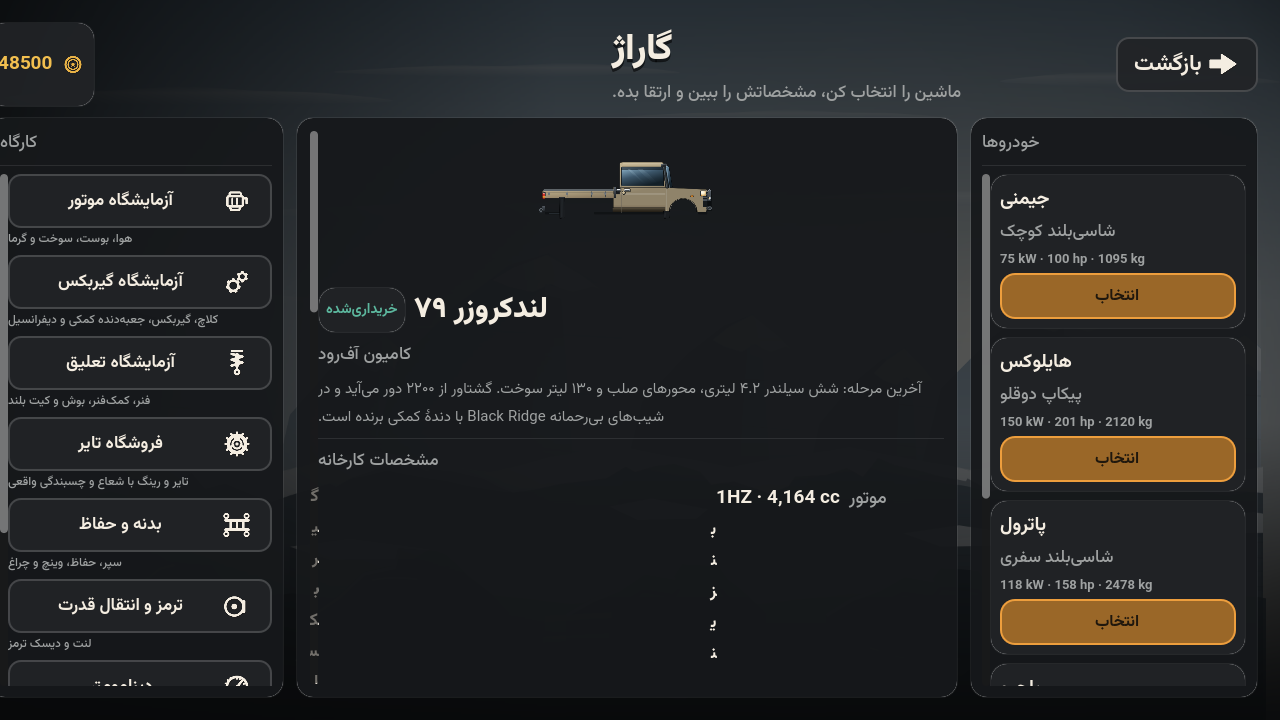 بازگشت
گاراژ
ماشین را انتخاب کن، مشخصاتش را ببین و ارتقا بده.
48500
خودروها
جیمنی
شاسی‌بلند کوچک
75 kW · 100 hp · 1095 kg
انتخاب
هایلوکس
پیکاپ دوقلو
150 kW · 201 hp · 2120 kg
انتخاب
پاترول
شاسی‌بلند سفری
118 kW · 158 hp · 2478 kg
انتخاب
لندکروزر ۷۹
خریداری‌شده
کامیون آف‌رود
آخرین مرحله: شش سیلندر ۴.۲ لیتری، محورهای صلب و ۱۳۰ لیتر سوخت. گشتاور از ۲۲۰۰ دور می‌آید و در
شیب‌های بی‌رحمانه Black Ridge با دندهٔ کمکی برنده است.
مشخصات کارخانه
موتور 1HZ · 4,164 cc
کارگاه
آزمایشگاه موتور
هوا، بوست، سوخت و گرما
آزمایشگاه گیربکس
کلاچ، گیربکس، جعبه‌دنده کمکی و دیفرانسیل
آزمایشگاه تعلیق
فنر، کمک‌فنر، بوش و کیت بلند
فروشگاه تایر
تایر و رینگ با شعاع و چسبندگی واقعی
بدنه و حفاظ
سپر، حفاظ، وینچ و چراغ
ترمز و انتقال قدرت
لنت و دیسک ترمز